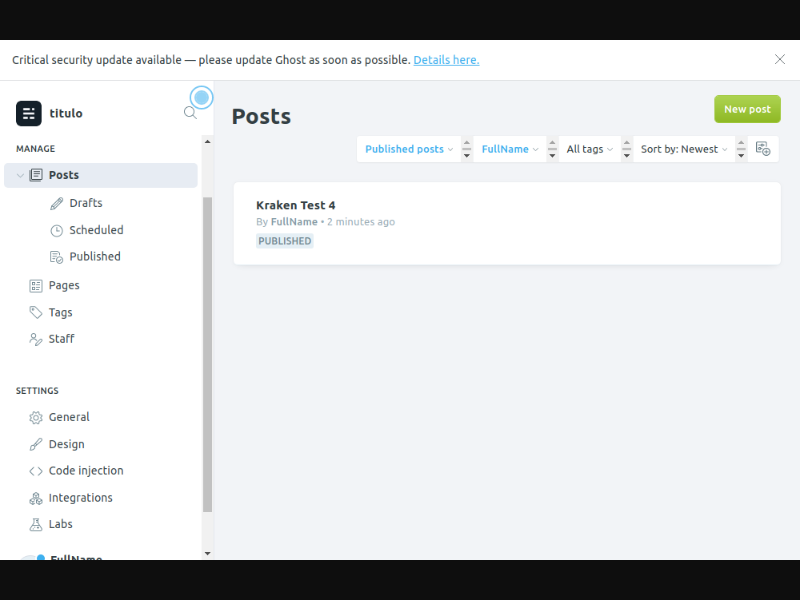 Critical security update available — please update Ghost as soon as possible. Details here.
titulo
Posts
New post
MANAGE
Published posts
FullName
All tags
Sort by: Newest
Posts
Drafts
Scheduled
Published
Pages
Tags
Staff
Kraken Test 4
By FullName • 2 minutes ago
PUBLISHED
SETTINGS
General
Design
Code injection
Integrations
Labs
FullName